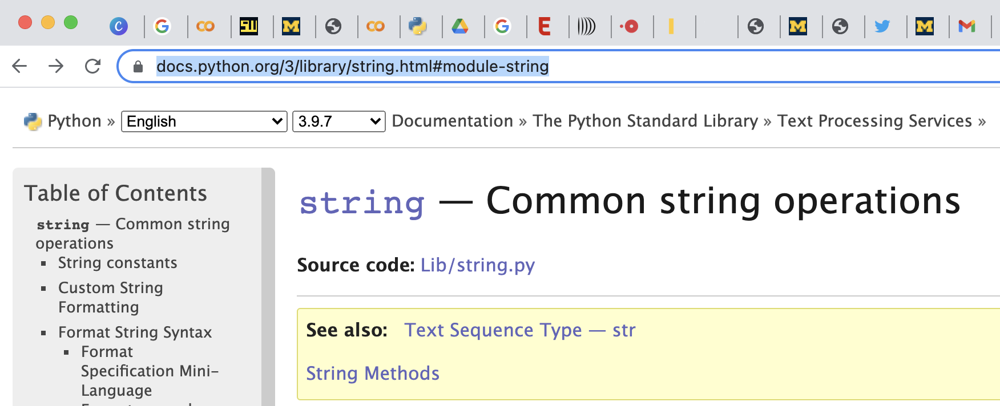 docs.python.org/3/library/string.html#module-string
Python » English 3.9.7 Documentation » The Python Standard Library » Text Processing Services »
Table of Contents
string — Common string
operations
▪ String constants
▪ Custom String
Formatting
▪ Format String Syntax
▪ Format
Specification Mini-
Language
string — Common string operations
Source code: Lib/string.py
See also: Text Sequence Type — str
String Methods